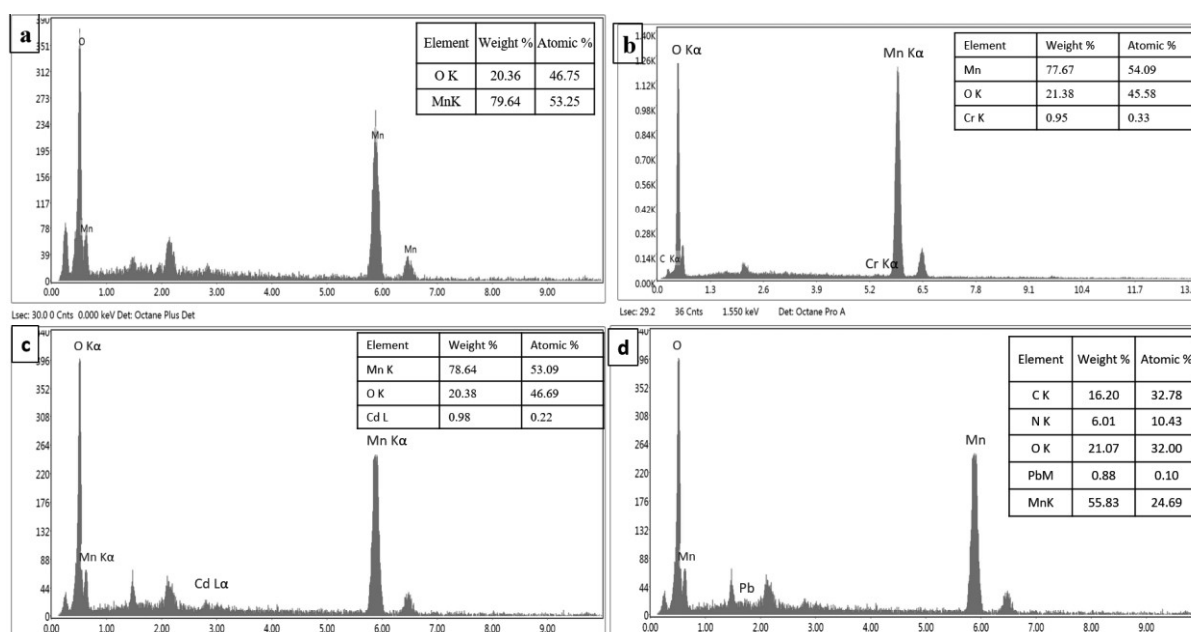 a
390
351
312
273
234
195
156
117
78
39
0
O
Mn
Mn
Mn
Element Weight % Atomic %
O K 20.36 46.75
MnK 79.64 53.25
0.00 1.00 2.00 3.00 4.00 5.00 6.00 7.00 8.00 9.00
Lsec: 30.0 0 Cnts 0.000 keV Det: Octane Plus Det
b
1.40K
1.26K
1.12K
0.98K
0.84K
0.70K
0.56K
0.42K
0.28K
0.14K
0.00K
O Kα
Mn Kα
C Kα
Cr Kα
Element Weight % Atomic %
Mn 77.67 54.09
O K 21.38 45.58
Cr K 0.95 0.33
0.0 1.3 2.6 3.9 5.2 6.5 7.8 9.1 10.4 11.7 13.
Lsec: 29.2 36 Cnts 1.550 keV Det: Octane Pro A
c
396
352
308
264
220
176
132
88
44
0
O Kα
Mn Kα
Cd Lα
Mn Kα
Element Weight % Atomic %
Mn K 78.64 53.09
O K 20.38 46.69
Cd L 0.98 0.22
0.00 1.00 2.00 3.00 4.00 5.00 6.00 7.00 8.00 9.00
d
396
352
308
264
220
176
132
88
44
0
O
Mn
Pb
Mn
Element Weight % Atomic %
C K 16.20 32.78
N K 6.01 10.43
O K 21.07 32.00
PbM 0.88 0.10
MnK 55.83 24.69
0.00 1.00 2.00 3.00 4.00 5.00 6.00 7.00 8.00 9.00